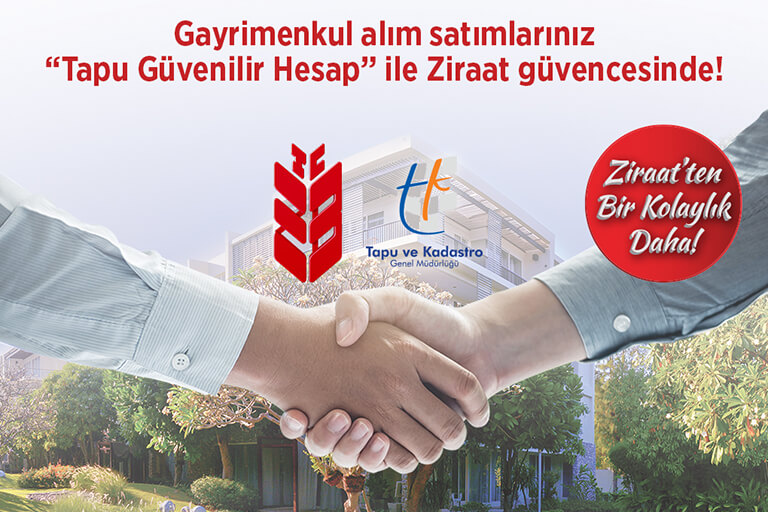 Gayrimenkul alım satımlarınız
“Tapu Güvenilir Hesap” ile Ziraat güvencesinde!
Ziraat'ten
Bir Kolaylık
Daha!
tk
Tapu ve Kadastro
Genel Müdürlüğü